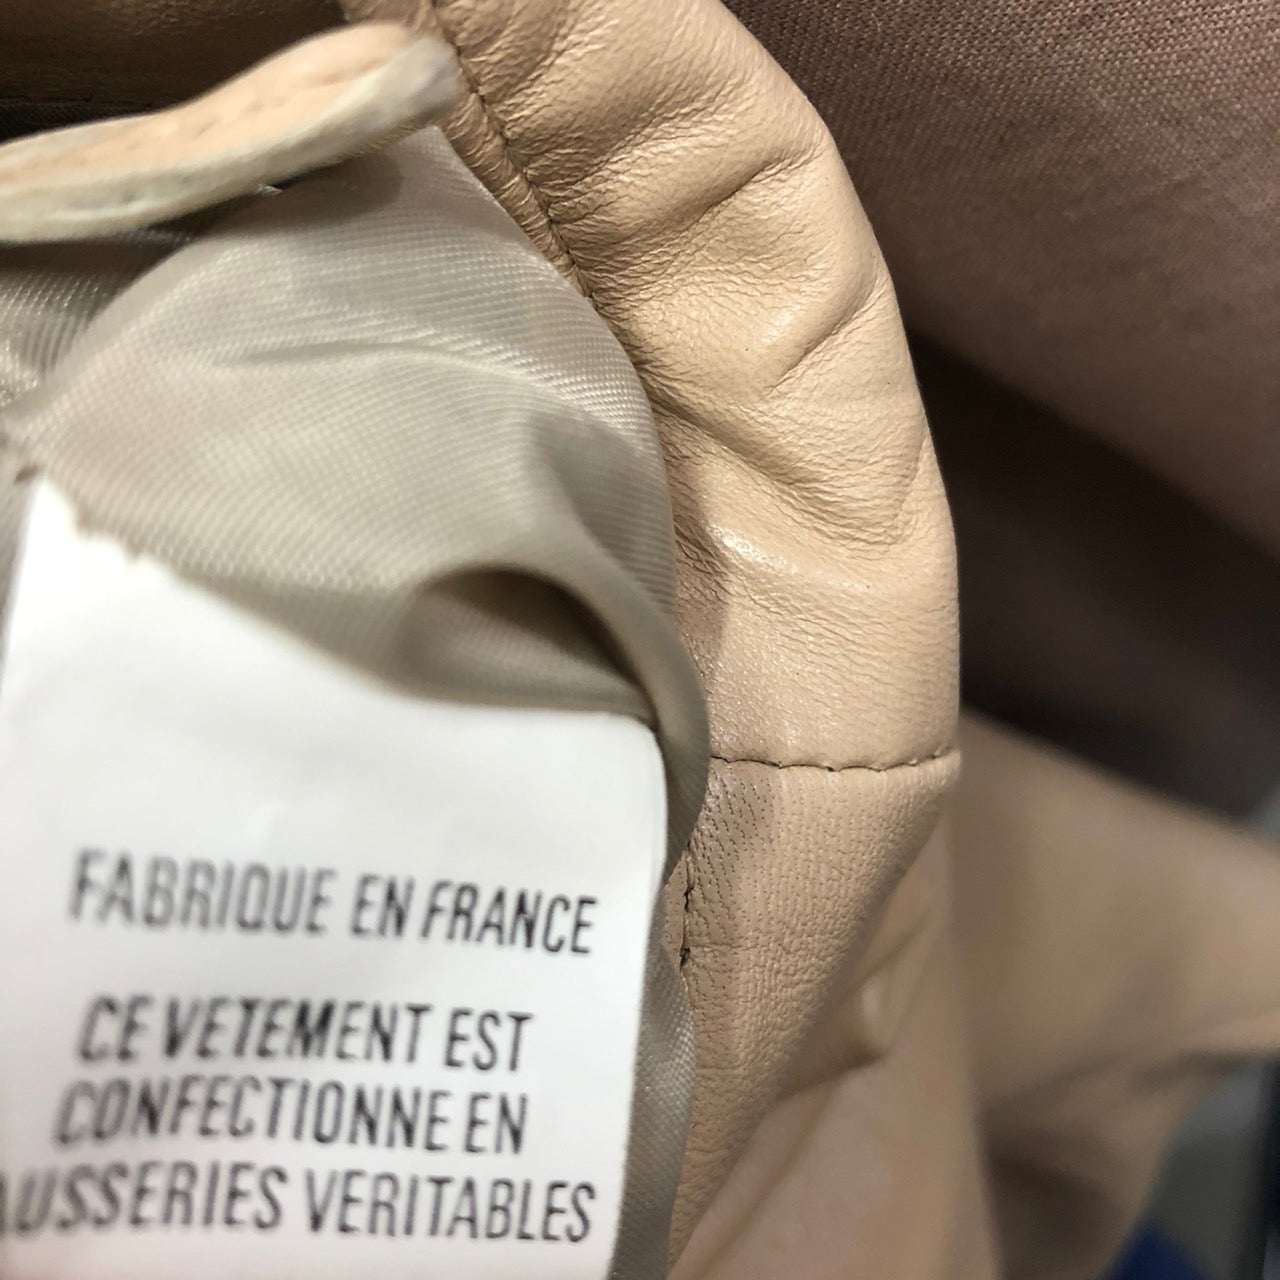 FABRIQUE EN FRANCE
CE VETEMENT EST
CONFECTIONNE EN
AUSSERIES VERITABLES